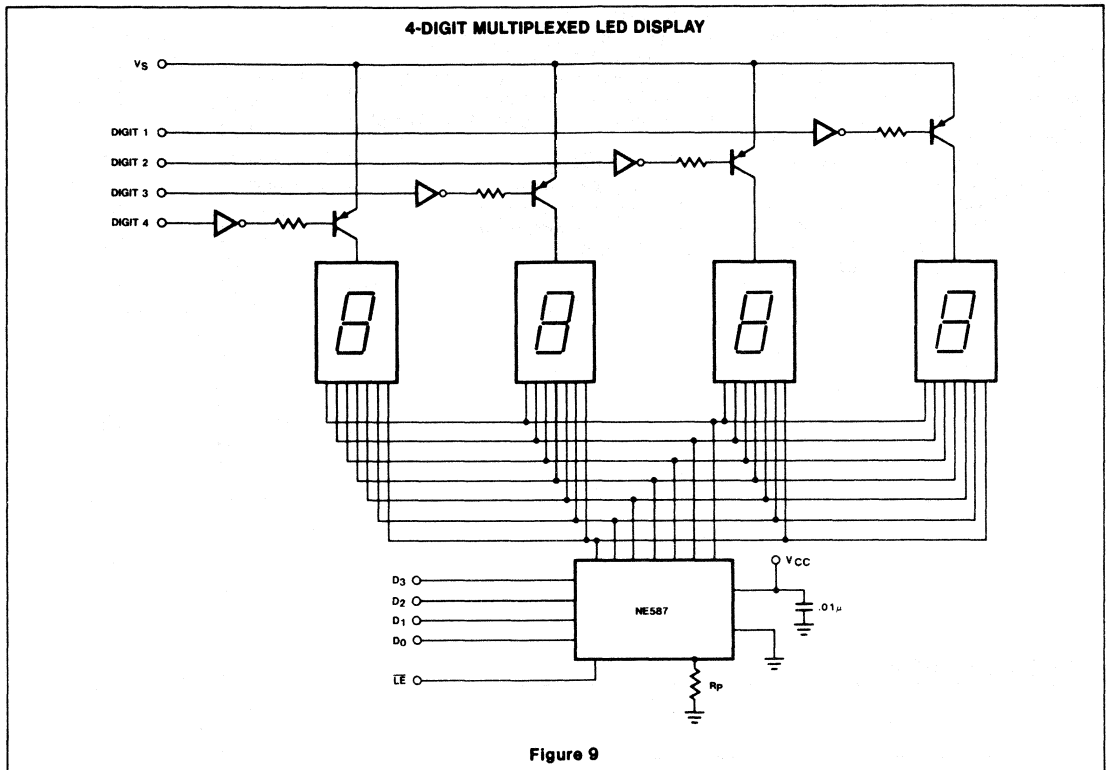 4-DIGIT MULTIPLEXED LED DISPLAY
VS
DIGIT 1
DIGIT 2
DIGIT 3
DIGIT 4
VCC
D3
D2
D1
D0
NE587
.01μ
LE
RP
Figure 9